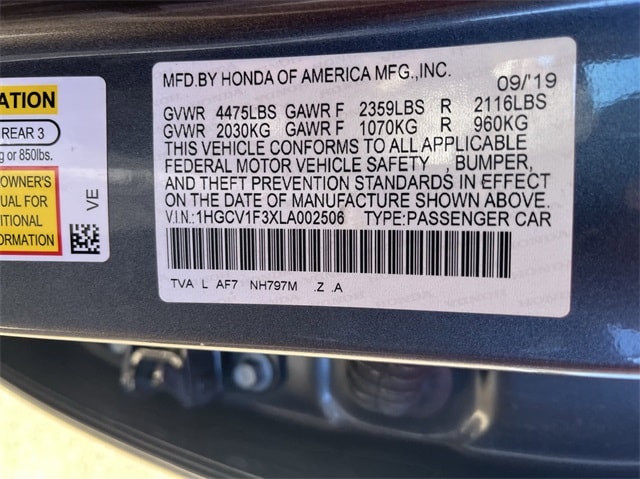 ATION
REAR 3
g or 850lbs.
OWNER'S
UAL FOR
ITIONAL
ORMATION
VE
MFD.BY HONDA OF AMERICA MFG.,INC.
09/'19
GVWR 4475LBS GAWR F 2359LBS R 2116LBS
GVWR 2030KG GAWR F 1070KG R 960KG
THIS VEHICLE CONFORMS TO ALL APPLICABLE
FEDERAL MOTOR VEHICLE SAFETY , BUMPER,
AND THEFT PREVENTION STANDARDS IN EFFECT
ON THE DATE OF MANUFACTURE SHOWN ABOVE.
V.I.N.:1HGCV1F3XLA002506 TYPE:PASSENGER CAR
TVA L AF7 NH797M .Z .A